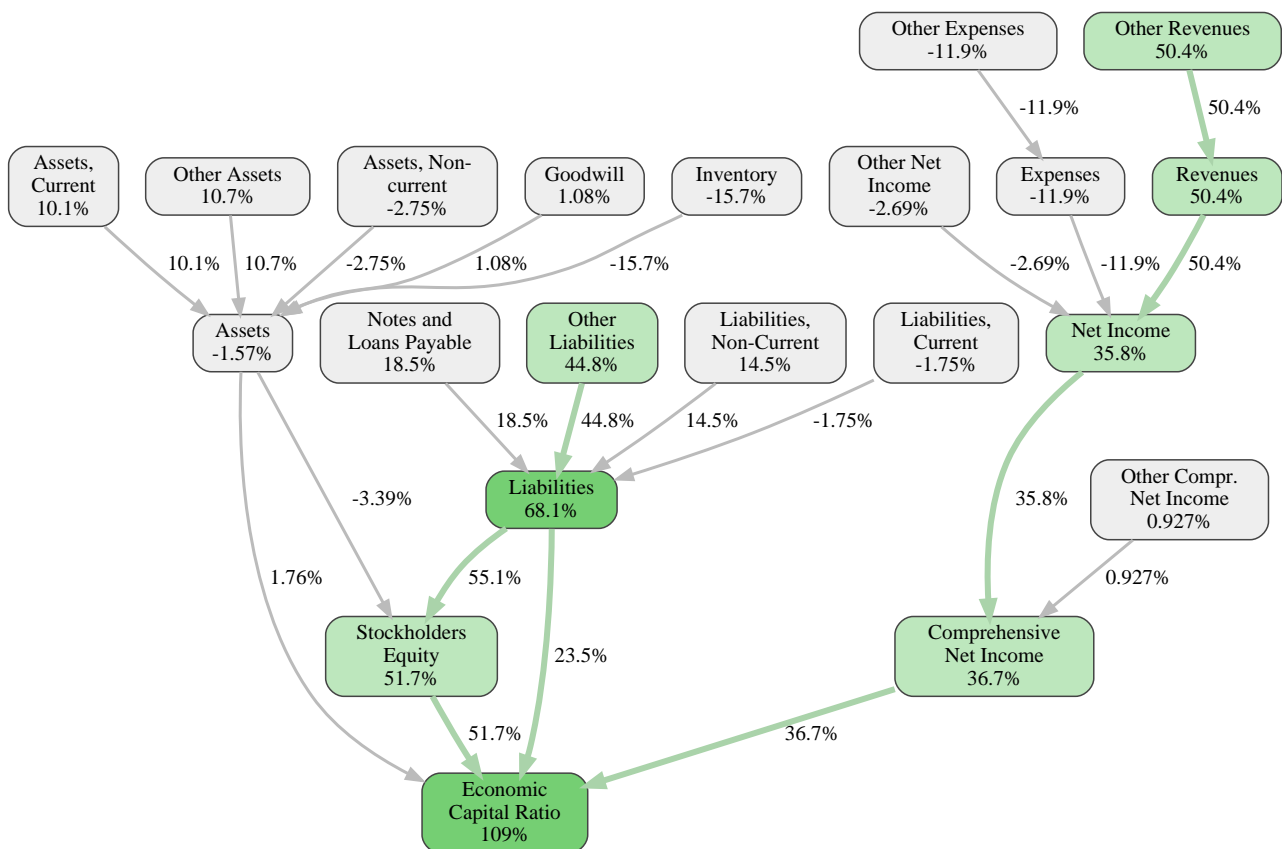 Other Expenses
-11.9%
Other Revenues
50.4%
-11.9%
50.4%
Assets,
Current
10.1%
Other Assets
10.7%
Assets, Non-
current
-2.75%
Goodwill
1.08%
Inventory
-15.7%
Other Net
Income
-2.69%
Expenses
-11.9%
Revenues
50.4%
10.1%
10.7%
-2.75%
1.08%
-15.7%
-2.69%
-11.9%
50.4%
Assets
-1.57%
Notes and
Loans Payable
18.5%
Other
Liabilities
44.8%
Liabilities,
Non-Current
14.5%
Liabilities,
Current
-1.75%
Net Income
35.8%
18.5%
44.8%
14.5%
-1.75%
Liabilities
68.1%
-3.39%
35.8%
Other Compr.
Net Income
0.927%
1.76%
55.1%
0.927%
Stockholders
Equity
51.7%
23.5%
Comprehensive
Net Income
36.7%
51.7%
36.7%
Economic
Capital Ratio
109%